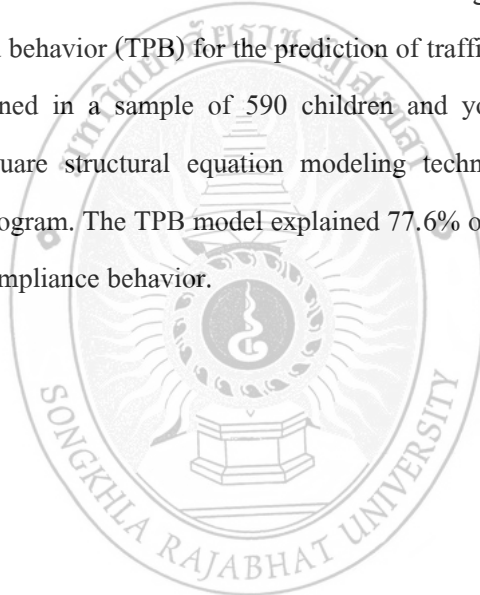 behavior (TPB) for the prediction of traffi
ned in a sample of 590 children and yo
uare structural equation modeling techn
ogram. The TPB model explained 77.6% o
mpliance behavior.
SONGKHLA RAJABHAT UNIVERSITY